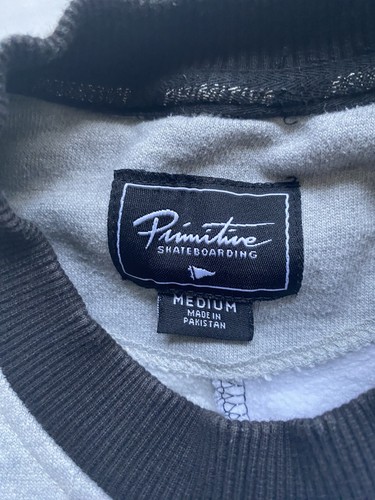 Primitive
SKATEBOARDING
MEDIUM
MADE IN
PAKISTAN